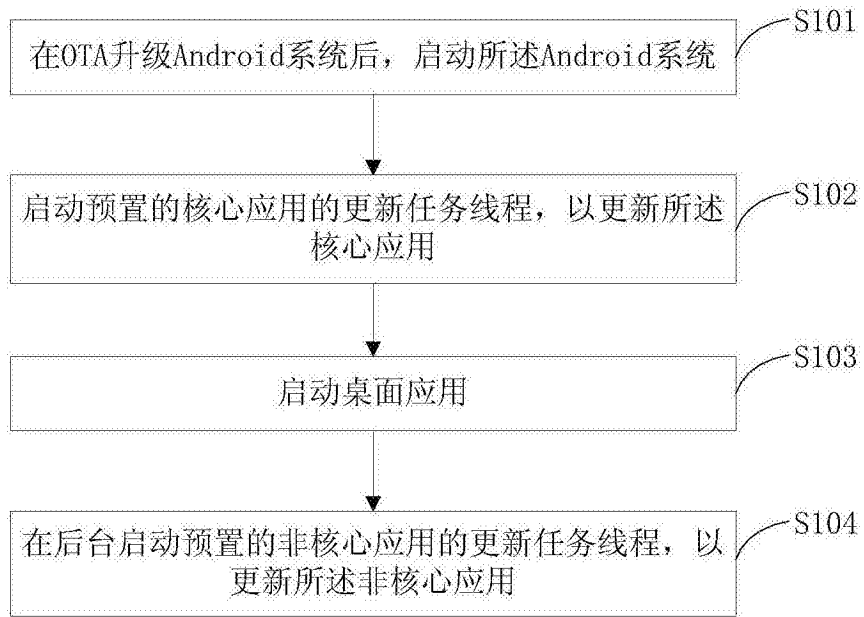 在OTA升级Android系统后，启动所述Android系统
S101
启动预置的核心应用的更新任务线程，以更新所述
核心应用
S102
启动桌面应用
S103
在后台启动预置的非核心应用的更新任务线程，以
更新所述非核心应用
S104